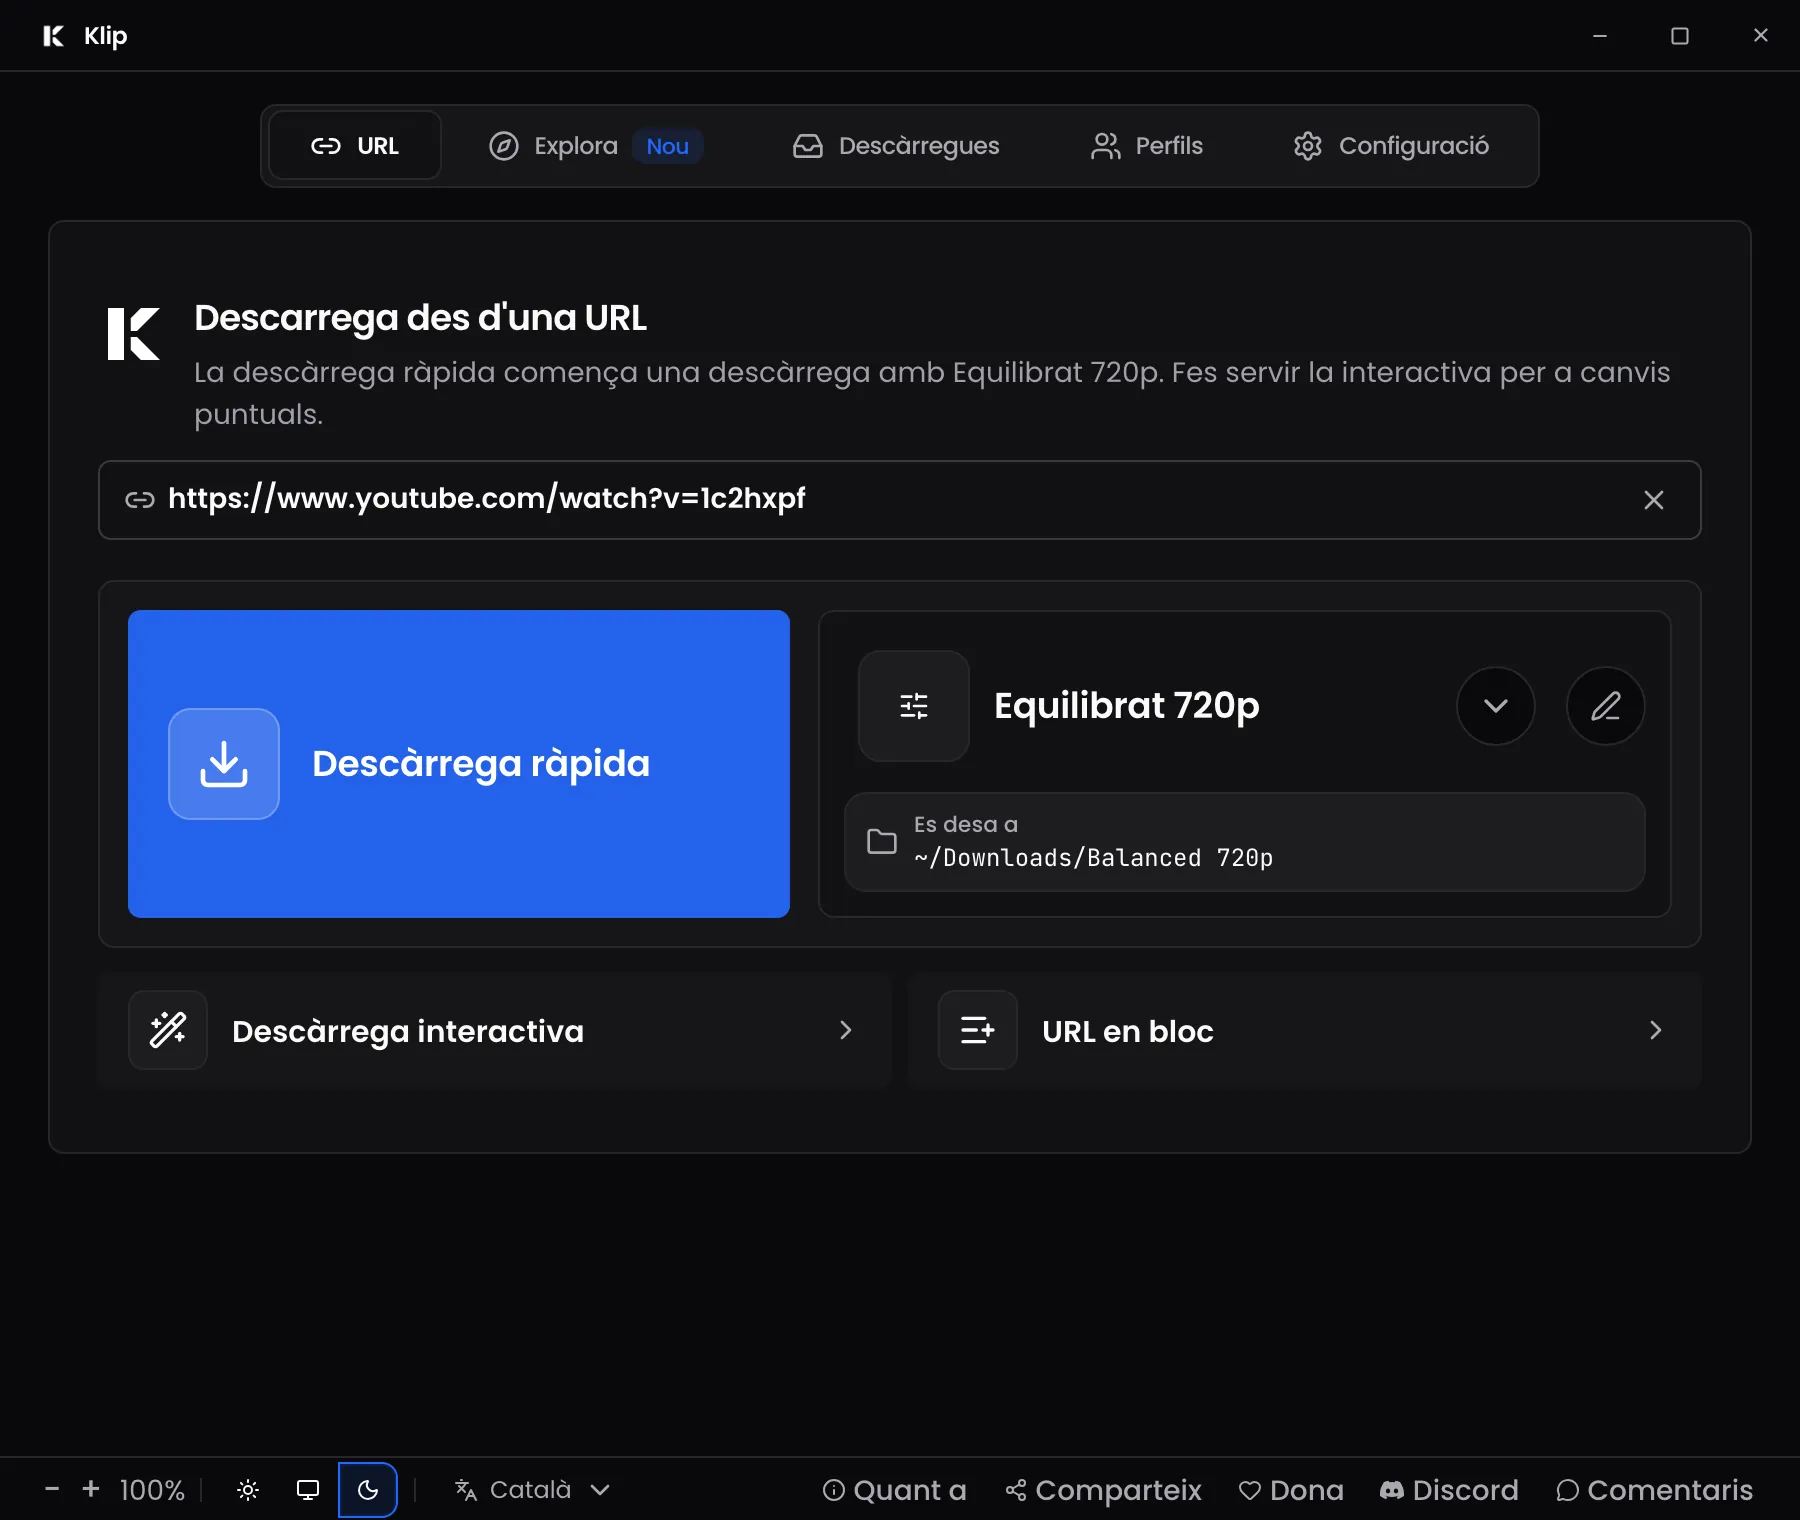 Klip
URL
Explora
Nou
Descàrregues
Perfils
Configuració
Descarrega des d'una URL
La descàrrega ràpida comença una descàrrega amb Equilibrat 720p. Fes servir la interactiva per a canvis
puntuals.
https://www.youtube.com/watch?v=1c2hxpf
Descàrrega ràpida
Equilibrat 720p
Es desa a
~/Downloads/Balanced 720p
Descàrrega interactiva
URL en bloc
100%
Català
Quant a
Comparteix
Dona
Discord
Comentaris